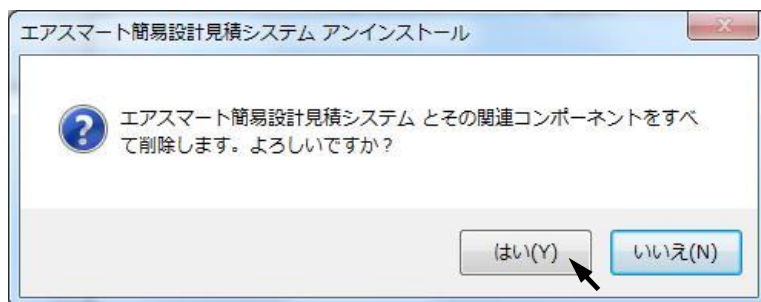 エアスマート簡易設計見積システム アンインストール
エアスマート簡易設計見積システム とその関連コンポーネントをすべ
て削除します。よろしいですか？
はい(Y)
いいえ(N)